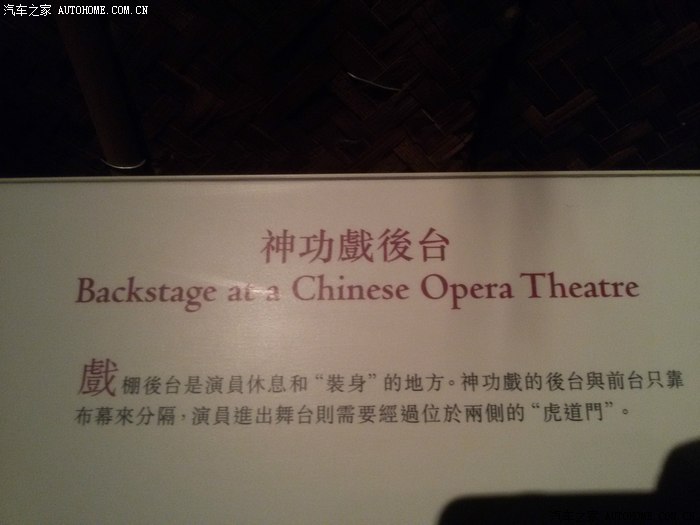 汽车之家 AUTOHOME.COM.CN
神功戲後台
Backstage at a Chinese Opera Theatre
戲棚後台是演員休息和“裝身”的地方。神功戲的後台與前台只靠
布幕來分隔，演員進出舞台則需要經過位於兩側的“虎道門”。